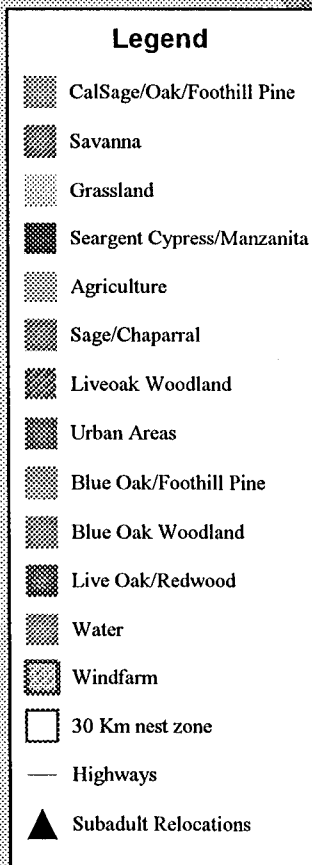 Legend
CalSage/Oak/Foothill Pine
Savanna
Grassland
Seargent Cypress/Manzanita
Agriculture
Sage/Chaparral
Liveoak Woodland
Urban Areas
Blue Oak/Foothill Pine
Blue Oak Woodland
Live Oak/Redwood
Water
Windfarm
30 Km nest zone
Highways
Subadult Relocations